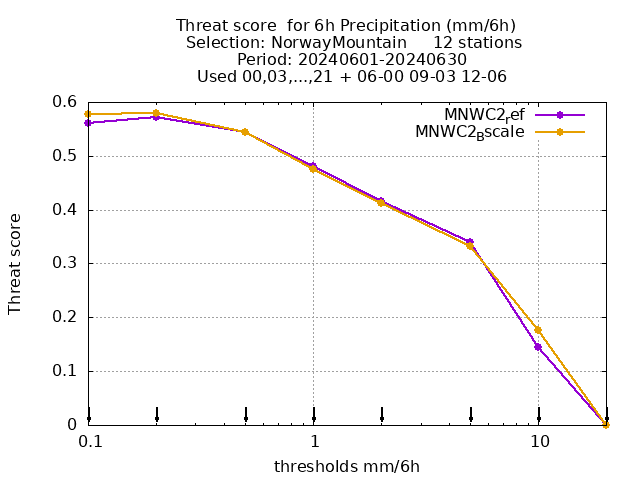 Threat score  for 6h Precipitation (mm/6h)
Selection: NorwayMountain     12 stations
Period: 20240601-20240630
Used 00,03,...,21 + 06-00 09-03 12-06
MNWC2_ref
MNWC2_Bscale
0.6
0.5
0.4
0.3
0.2
0.1
0
Threat score
0.1 1 10
thresholds mm/6h